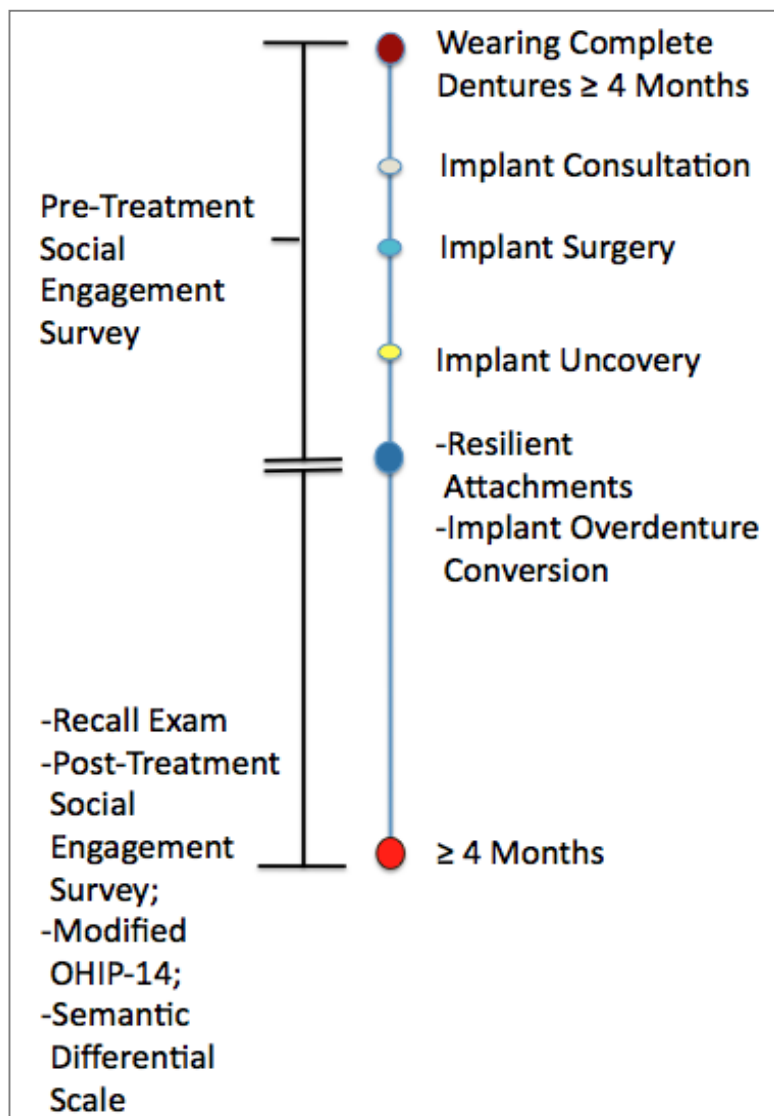 Wearing Complete
Dentures ≥ 4 Months
Implant Consultation
Pre-Treatment
Social
Engagement
Survey
Implant Surgery
Implant Uncovery
-Resilient
Attachments
-Implant Overdenture
Conversion
-Recall Exam
-Post-Treatment
Social
Engagement
Survey;
-Modified
OHIP-14;
-Semantic
Differential
Scale
≥ 4 Months